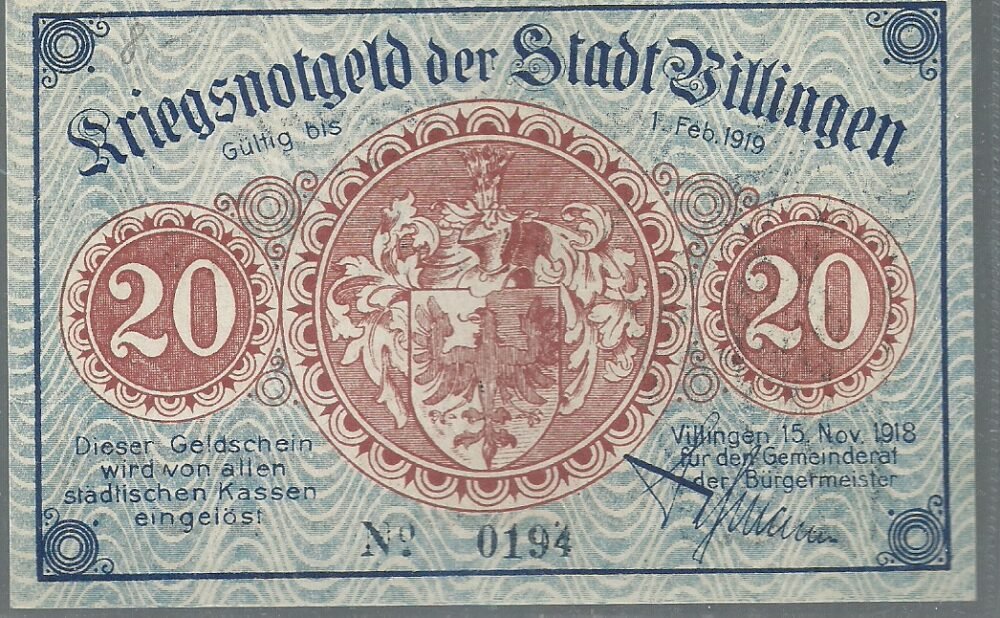 Kriegsnotgeld der Stadt Villingen
Gültig bis 1. Feb. 1919
20
20
Dieser Geldschein
wird von allen
städtischen Kassen
eingelöst
Villingen, 15. Nov. 1918
für den Gemeinderat
der Bürgermeister
No 0194